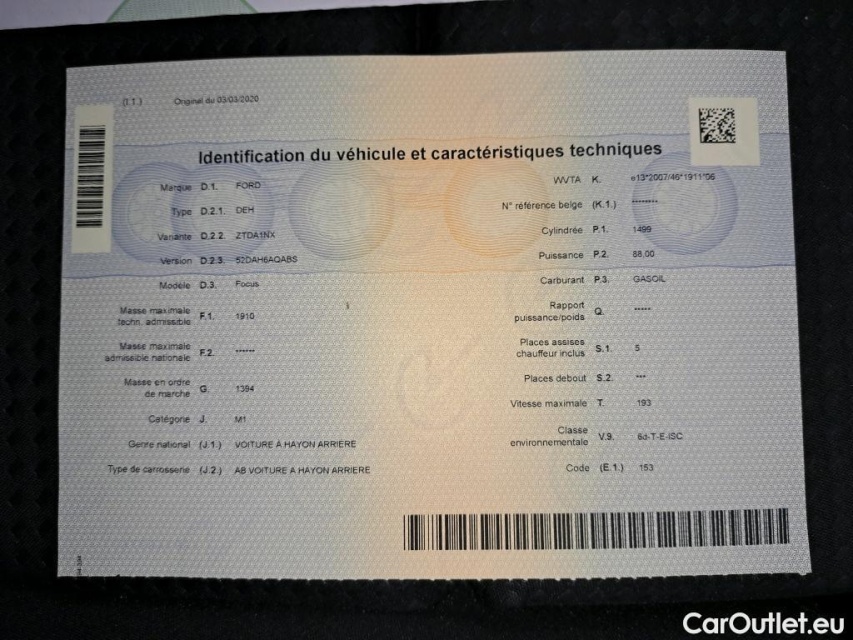 (I.1.) Original du 03/03/2020
Identification du véhicule et caractéristiques techniques
Marque D.1. FORD
Type D.2.1. DEH
Variante D.2.2. ZTDA1NX
Version D.2.3. 52DAH6AQABS
Modèle D.3. Focus
Masse maximale
techn. admissible F.1. 1910
Masse maximale
admissible nationale F.2. ******
Masse en ordre
de marche G. 1394
Catégorie J. M1
Genre national (J.1.) VOITURE A HAYON ARRIERE
Type de carrosserie (J.2.) AB VOITURE A HAYON ARRIERE
WVTA K. e13*2007/46*1911*06
N° référence belge (K.1.) ********
Cylindrée P.1. 1499
Puissance P.2. 88,00
Carburant P.3. GASOIL
Rapport
puissance/poids Q. *****
Places assises
chauffeur inclus S.1. 5
Places debout S.2. ***
Vitesse maximale T. 193
Classe
environnementale V.9. 6d-T-E-ISC
Code (E.1.) 153
CarOutlet.eu